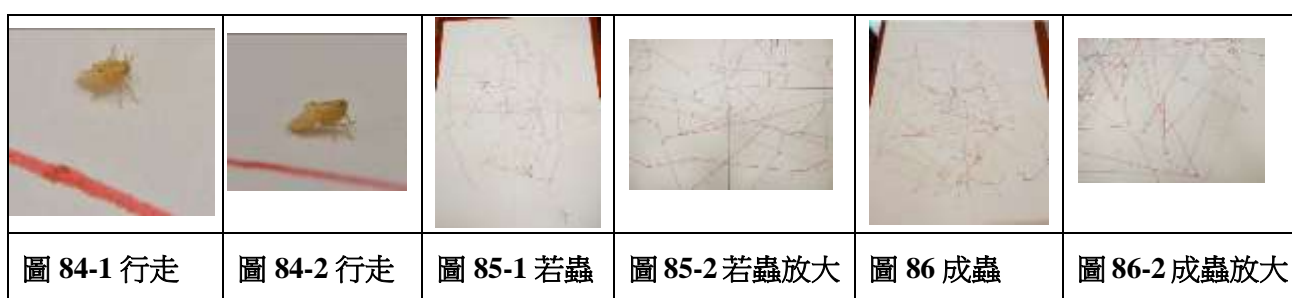 圖 84-1 行走
圖 84-2 行走
圖 85-1 若蟲
圖 85-2 若蟲放大
圖 86 成蟲
圖 86-2 成蟲放大